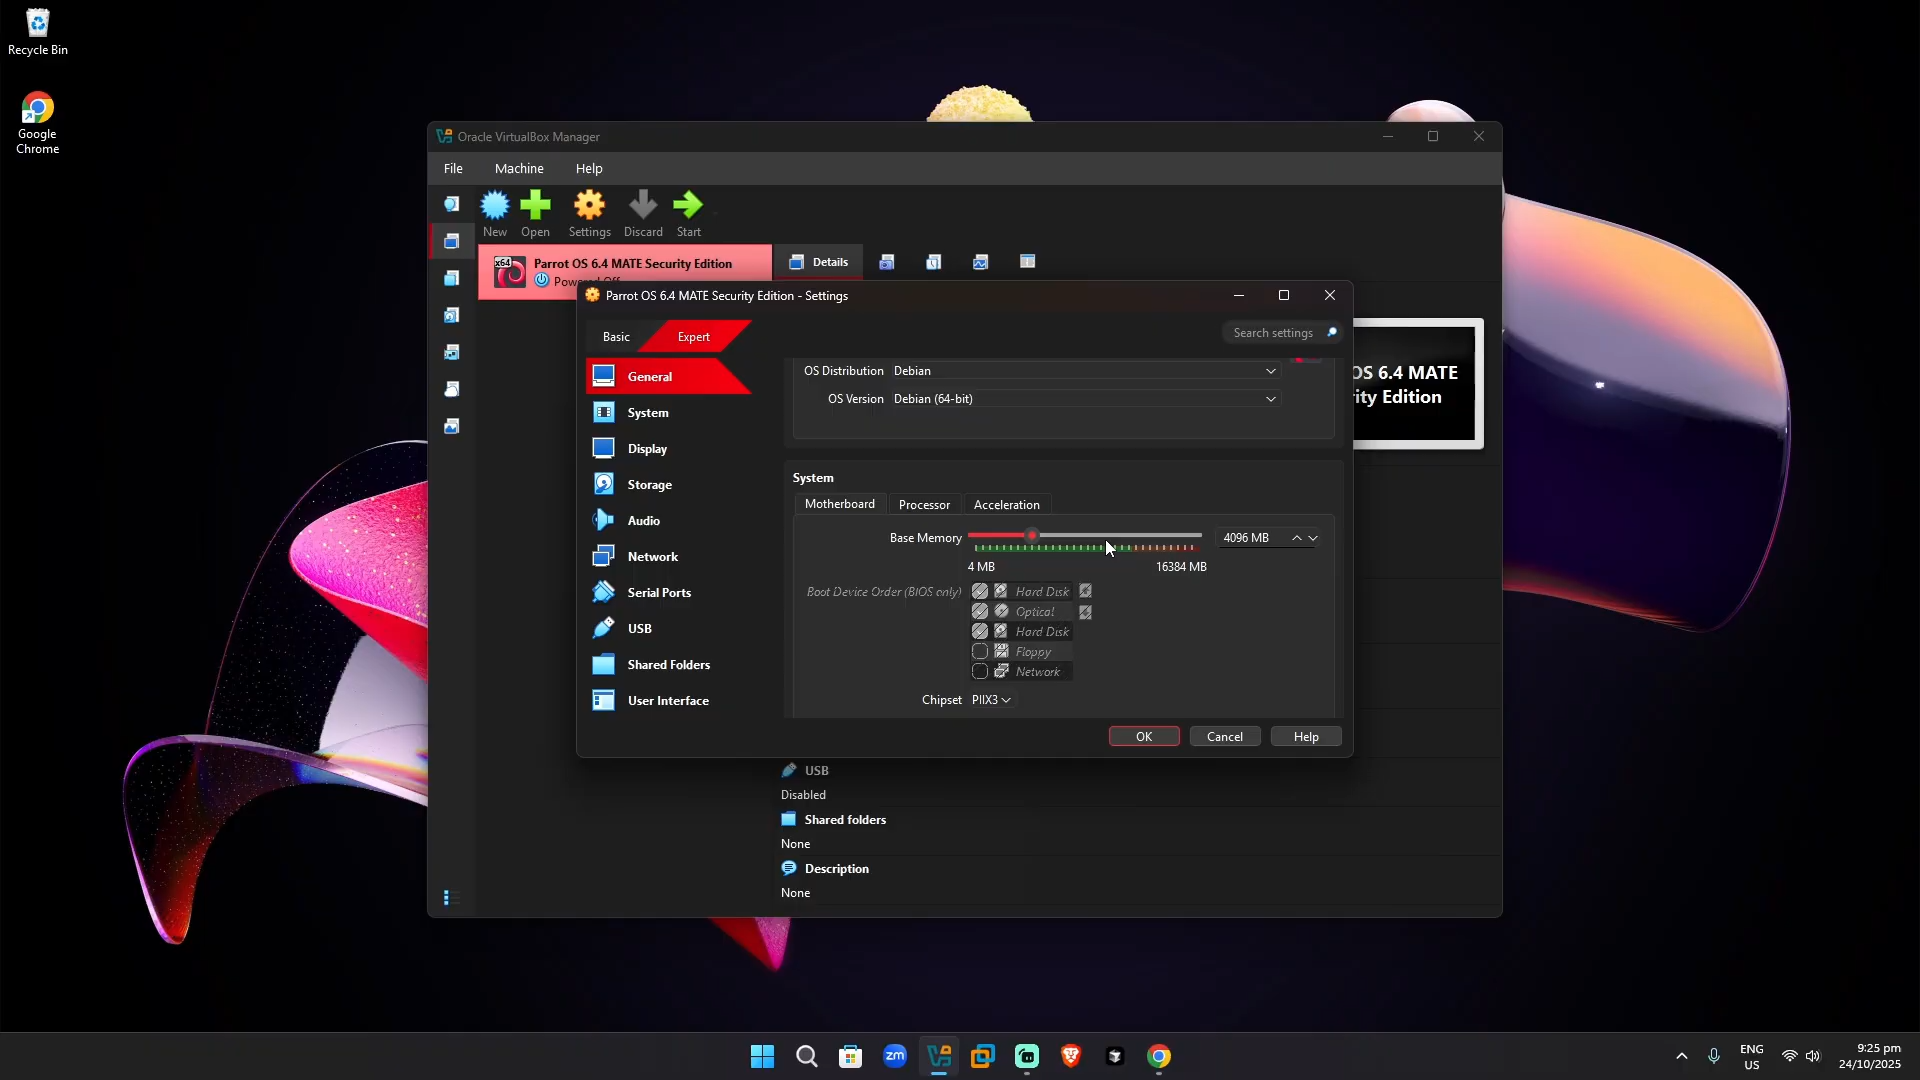 Recycle Bin
Google
Chrome
Oracle VirtualBox Manager
File Machine Help
New Open Settings Discard Start
x64
Parrot OS 6.4 MATE Security Edition
Details
Parrot OS 6.4 MATE Security Edition - Settings
Basic Expert Search settings
General
System
Display
Storage
Audio
Network
Serial Ports
USB
Shared Folders
User Interface
OS Distribution Debian
OS Version Debian (64-bit)
System
Motherboard Processor Acceleration
Base Memory 4096 MB
4 MB 16384 MB
Boot Device Order (BIOS only) Hard Disk
Optical
Hard Disk
Floppy
Network
Chipset PIIX3
OK Cancel Help
OS 6.4 MATE
Edition
USB
Disabled
Shared folders
None
Description
None
zm
ENG
US
9:25 pm
24/10/2025